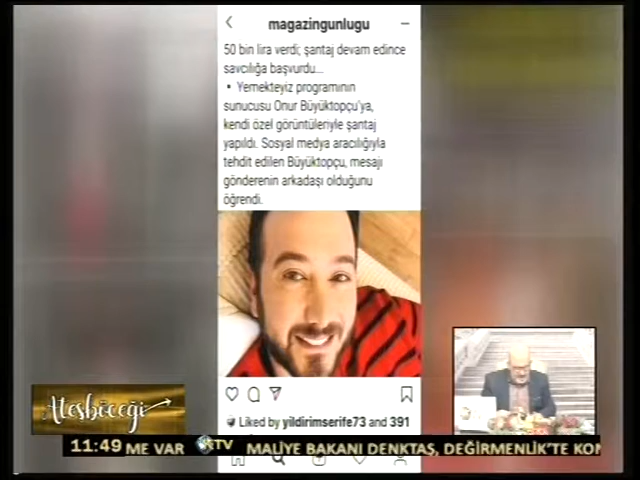 magazingunlugu
50 bin lira verdi; şantaj devam edince
savcılığa başvurdu...
• Yemekteyiz programının
sunucusu Onur Büyüktopçu'ya,
kendi özel görüntüleriyle şantaj
yapıldı. Sosyal medya aracılığıyla
tehdit edilen Büyüktopçu, mesajı
gönderenin arkadaşı olduğunu
öğrendi.
Liked by yildirimserife73 and 391
Ateşböceği
11:49 ME VAR TV MALİYE BAKANI DENKTAŞ, DEĞİRMENLİK'TE KON